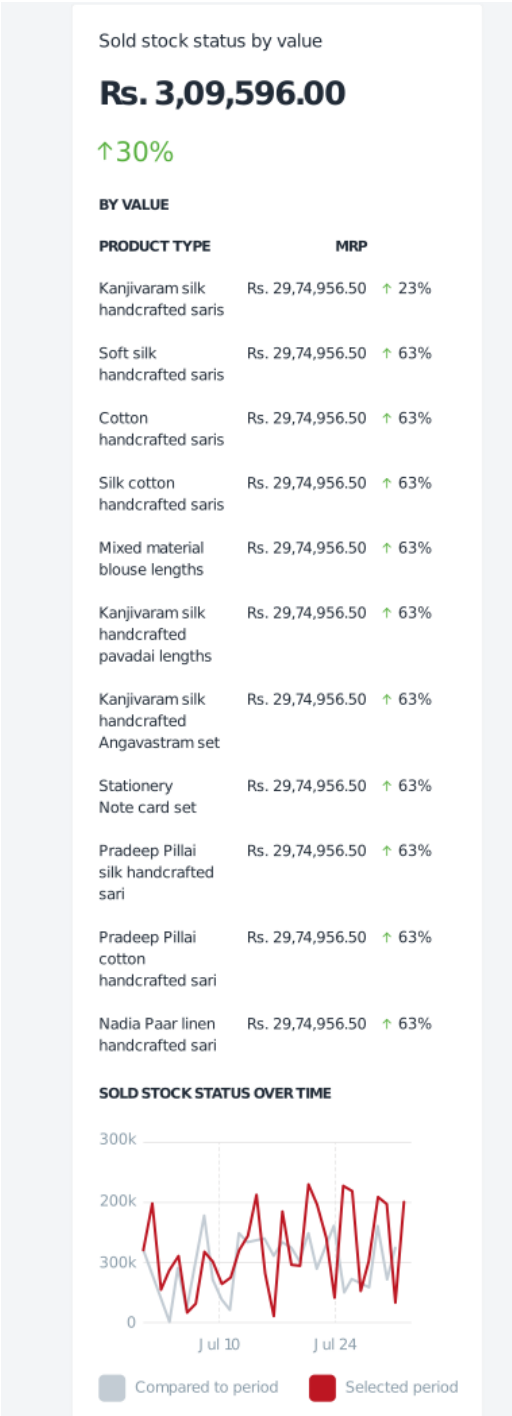 Sold stock status by value
Rs. 3,09,596.00
↑30%
BY VALUE
PRODUCT TYPE MRP
Kanjivaram silk Rs. 29,74,956.50 ↑ 23%
handcrafted saris
Soft silk Rs. 29,74,956.50 ↑ 63%
handcrafted saris
Cotton Rs. 29,74,956.50 ↑ 63%
handcrafted saris
Silk cotton Rs. 29,74,956.50 ↑ 63%
handcrafted saris
Mixed material Rs. 29,74,956.50 ↑ 63%
blouse lengths
Kanjivaram silk Rs. 29,74,956.50 ↑ 63%
handcrafted
pavadai lengths
Kanjivaram silk Rs. 29,74,956.50 ↑ 63%
handcrafted
Angavastram set
Stationery Rs. 29,74,956.50 ↑ 63%
Note card set
Pradeep Pillai Rs. 29,74,956.50 ↑ 63%
silk handcrafted
sari
Pradeep Pillai Rs. 29,74,956.50 ↑ 63%
cotton
handcrafted sari
Nadia Paar linen Rs. 29,74,956.50 ↑ 63%
handcrafted sari
SOLD STOCK STATUS OVER TIME
300k
200k
300k
0
Jul 10 Jul 24
Compared to period Selected period